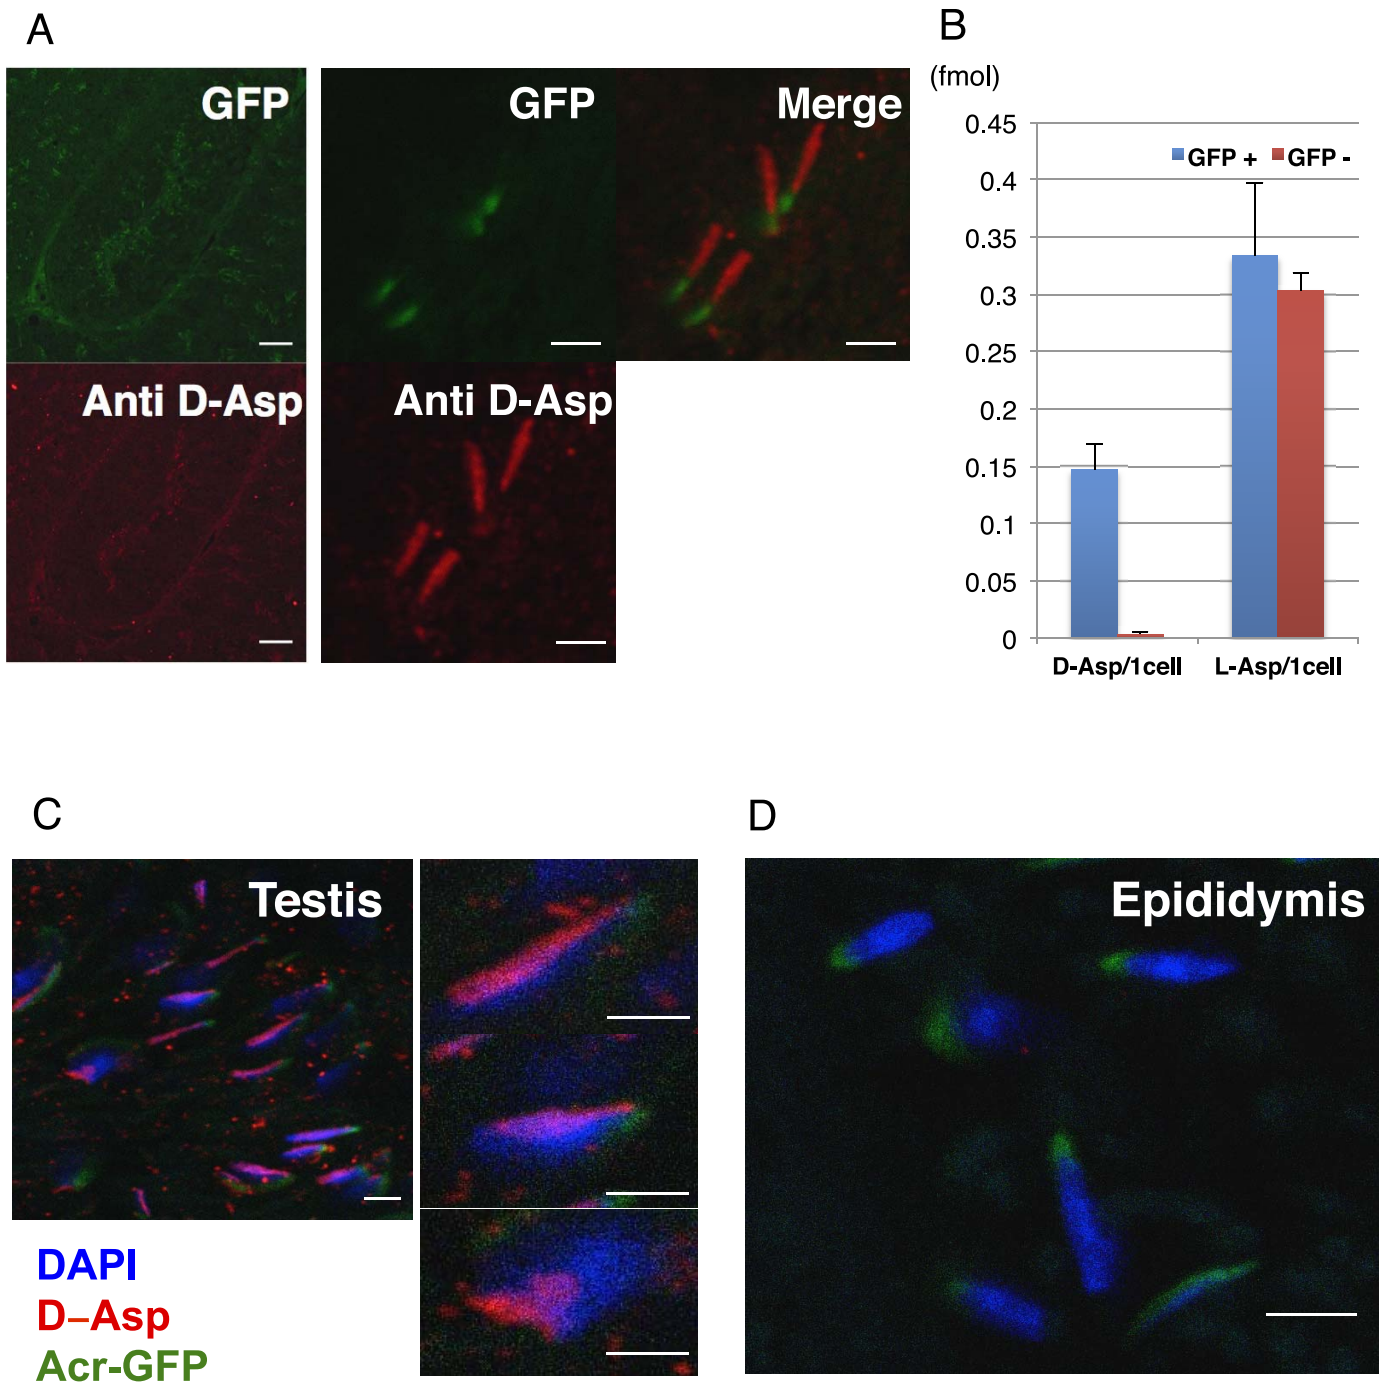 A
GFP
GFP
Merge
Anti D-Asp
Anti D-Asp
B
(fmol)
0.45
0.4
0.35
0.3
0.25
0.2
0.15
0.1
0.05
0
GFP + GFP -
D-Asp/1cell L-Asp/1cell
C
Testis
DAPI
D–Asp
Acr-GFP
D
Epididymis